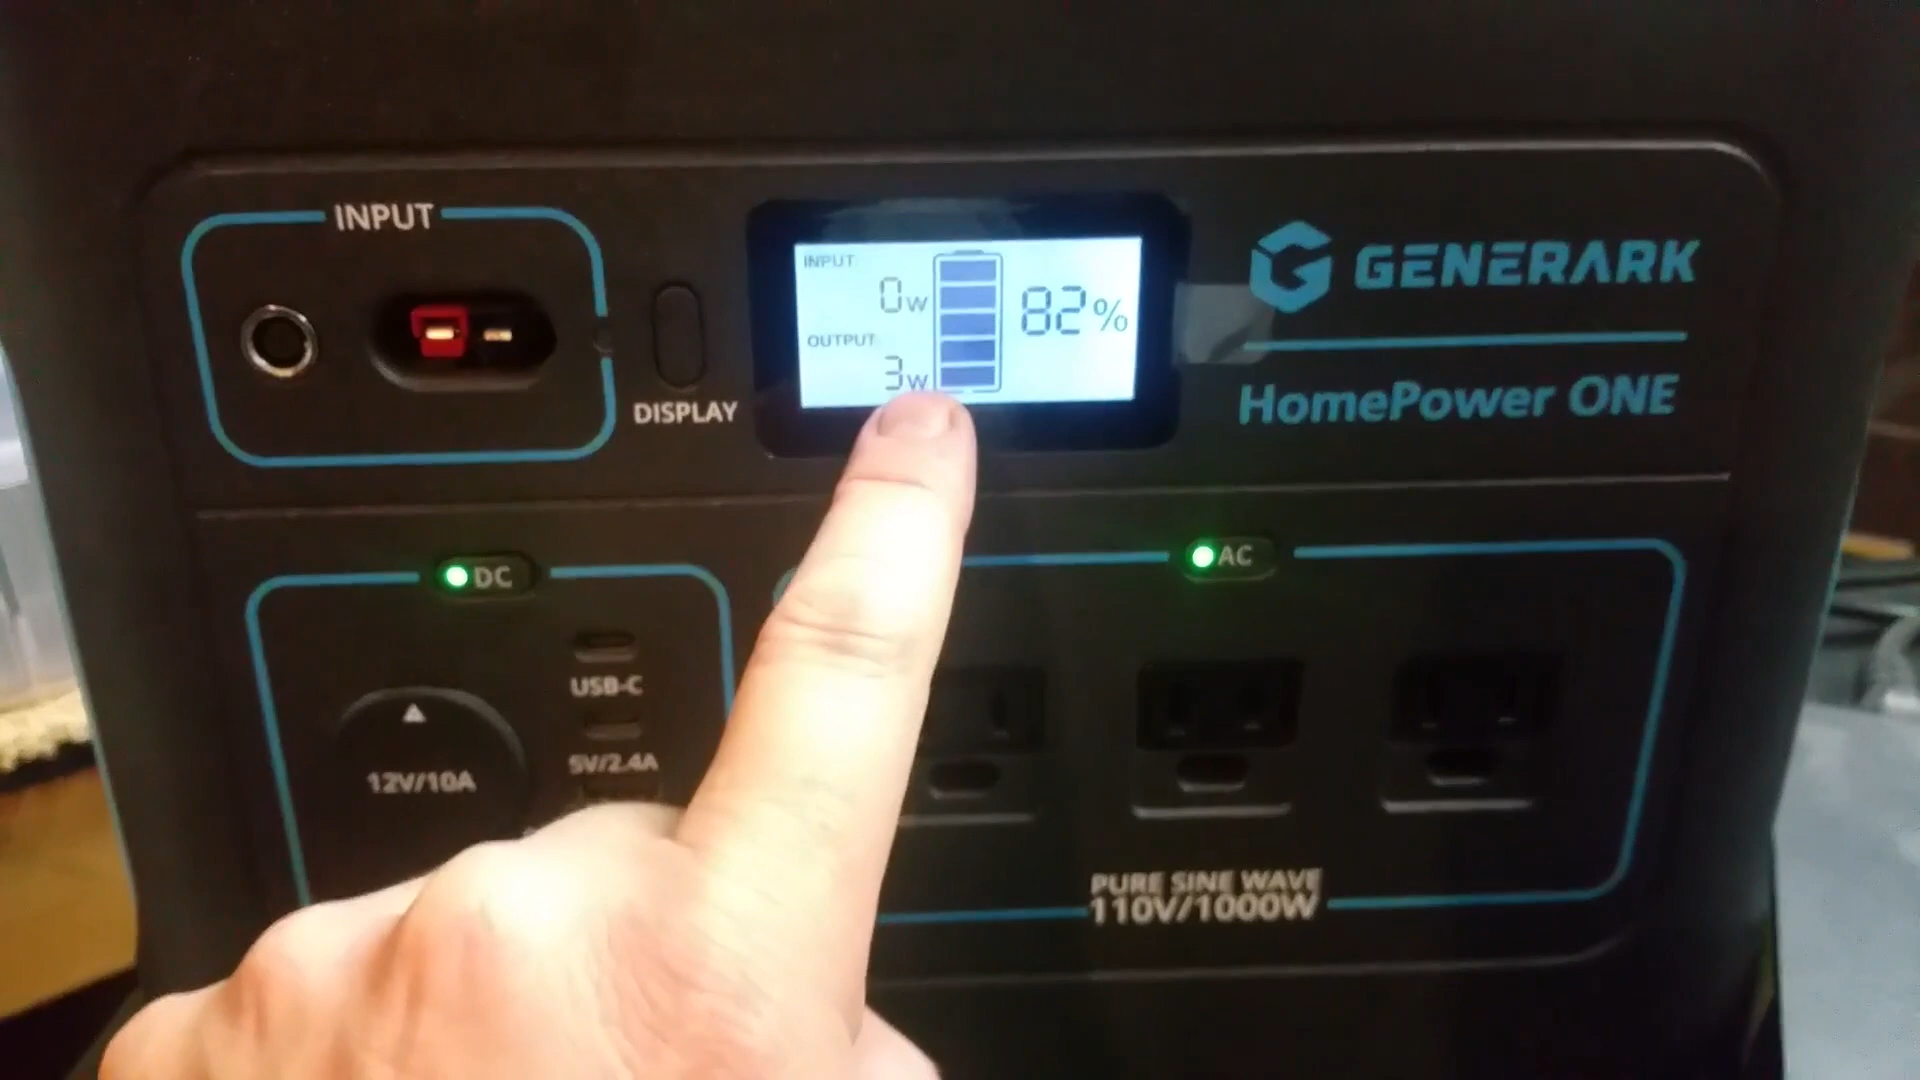 INPUT
DISPLAY
INPUT
0w
OUTPUT
3w
82%
GENERARK
HomePower ONE
DC
USB-C
5V/2.4A
12V/10A
AC
PURE SINE WAVE
110V/1000W